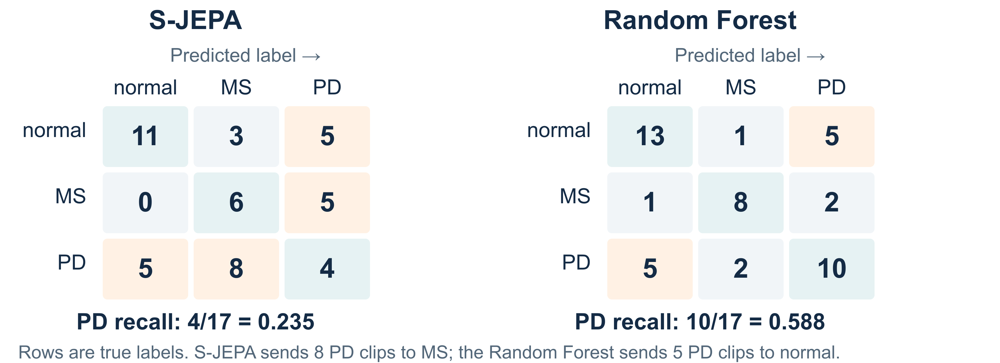 S-JEPA
Predicted label →
normal MS PD
normal 11 3 5
MS 0 6 5
PD 5 8 4
PD recall: 4/17 = 0.235
Random Forest
Predicted label →
normal MS PD
normal 13 1 5
MS 1 8 2
PD 5 2 10
PD recall: 10/17 = 0.588
Rows are true labels. S-JEPA sends 8 PD clips to MS; the Random Forest sends 5 PD clips to normal.